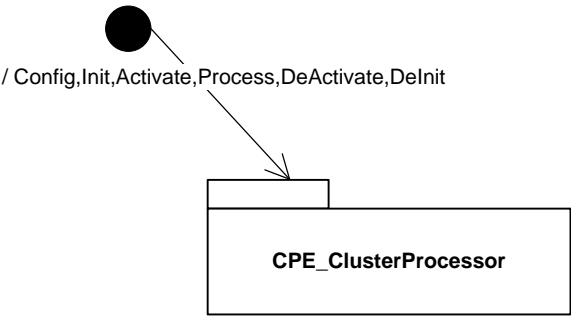 / Config,Init,Activate,Process,DeActivate,DeInit
CPE_ClusterProcessor